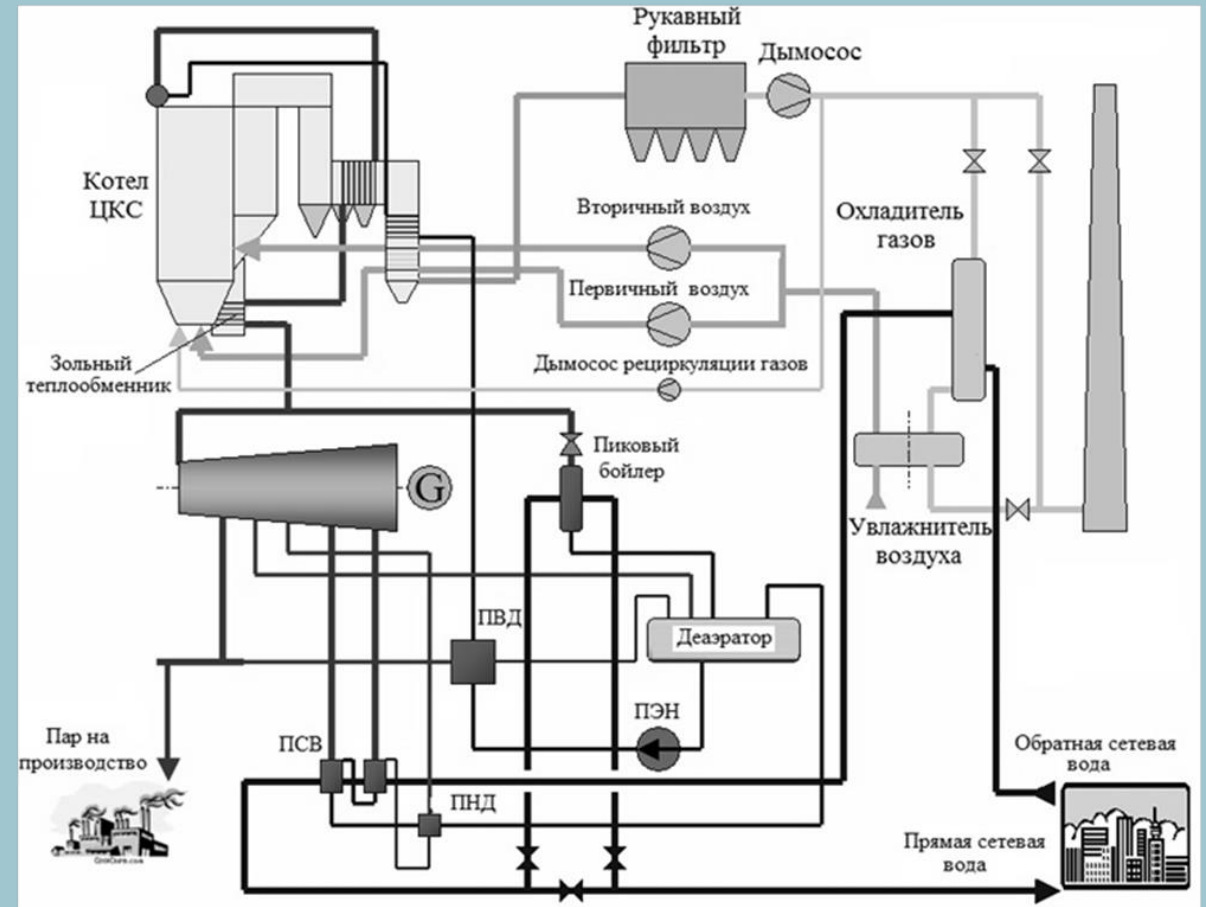 Рукавный
фильтр
Дымосос
Котел
ЦКС
Вторичный воздух
Охладитель
газов
Первичный воздух
Зольный
теплообменник
Дымосос рециркуляции газов
Пиковый
бойлер
G
Увлажнитель
воздуха
ПВД
Деаэратор
ПЭН
Пар на
производство
ПСВ
Обратная сетевая
вода
ПНД
Прямая сетевая
вода